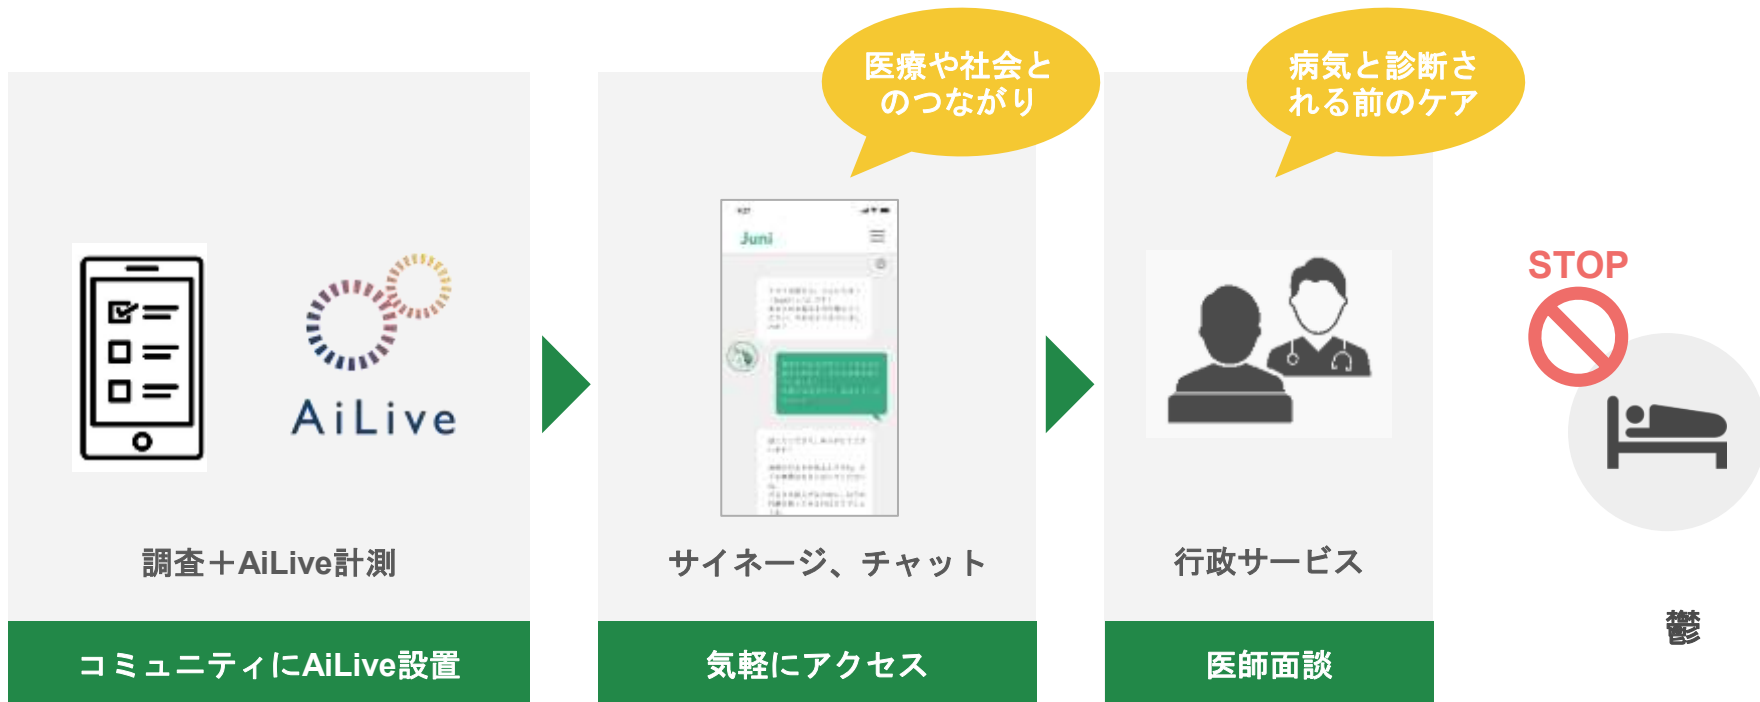 医療や社会と
のつながり
病気と診断さ
れる前のケア
Juni
AiLive
STOP
調査＋AiLive計測
サイネージ、チャット
行政サービス
鬱
コミュニティにAiLive設置
気軽にアクセス
医師面談